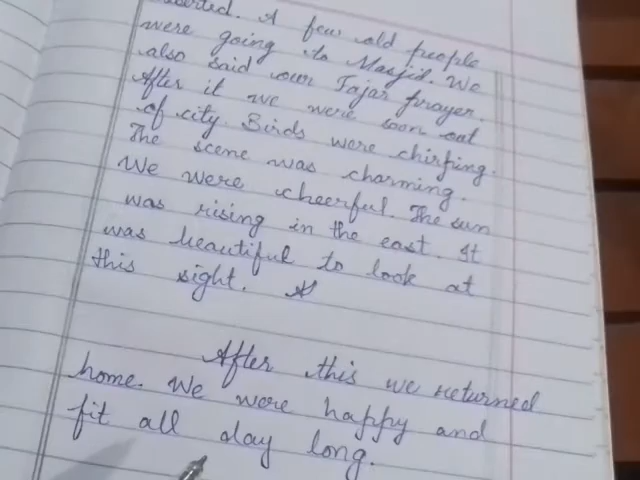 A few old people
were going to Masjid. We
also said our Fajar prayer.
After it we were soon out
of city. Birds were chirping.
The scene was charming.
We were cheerful. The sun
was rising in the east. It
was beautiful to look at
this sight. A
After this we returned
home. We were happy and
fit all day long.